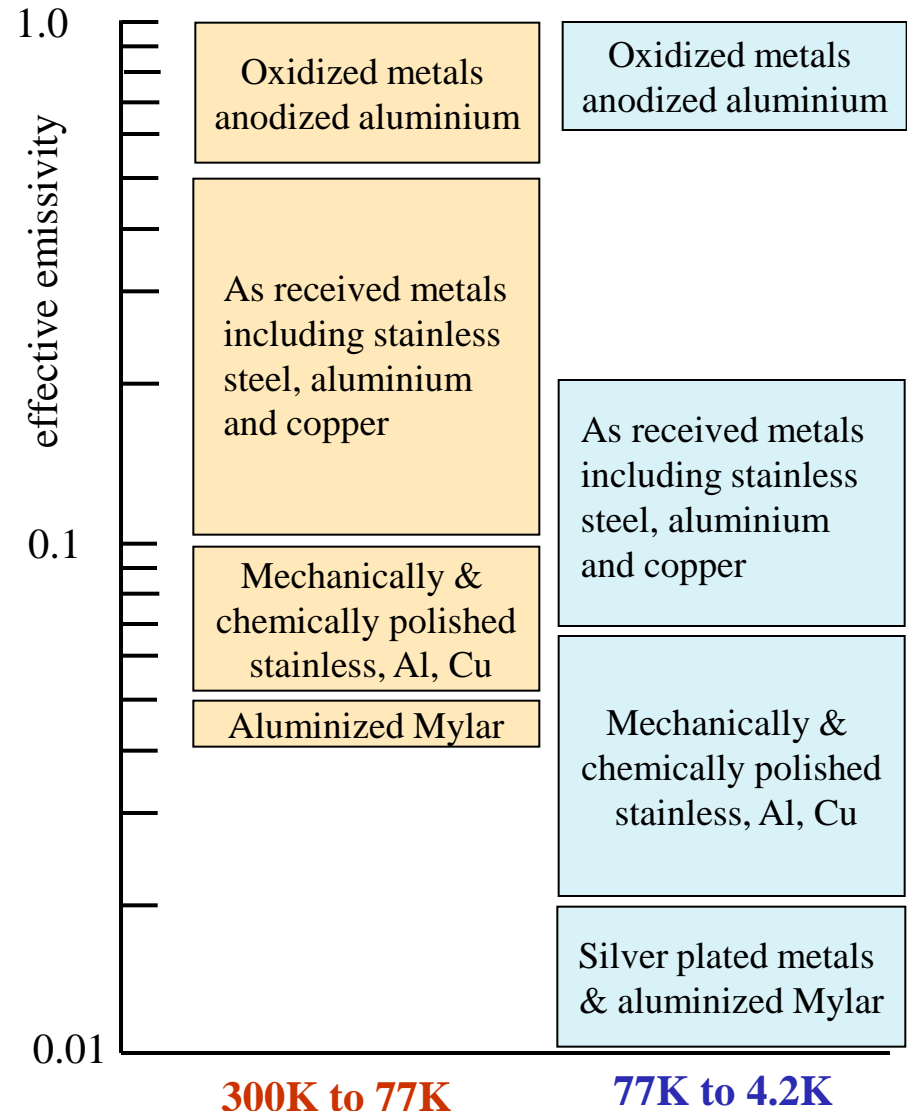 1.0
0.1
0.01
effective emissivity
Oxidized metals
anodized aluminium
As received metals
including stainless
steel, aluminium
and copper
Mechanically &
chemically polished
stainless, Al, Cu
Aluminized Mylar
300K to 77K
Oxidized metals
anodized aluminium
As received metals
including stainless
steel, aluminium
and copper
Mechanically &
chemically polished
stainless, Al, Cu
Silver plated metals
& aluminized Mylar
77K to 4.2K